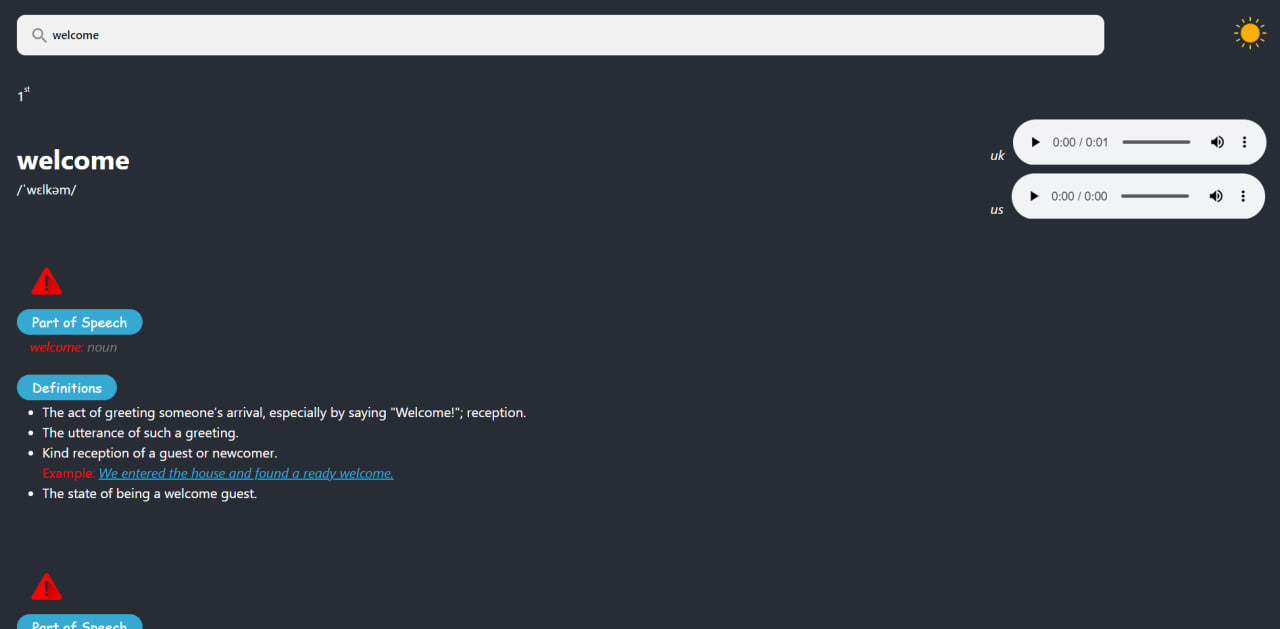 welcome
1st
welcome
/ˈwɛlkəm/
uk 0:00 / 0:01
us 0:00 / 0:00
Part of Speech
welcome: noun
Definitions
The act of greeting someone's arrival, especially by saying "Welcome!"; reception.
The utterance of such a greeting.
Kind reception of a guest or newcomer.
Example: We entered the house and found a ready welcome.
The state of being a welcome guest.
Part of Speech